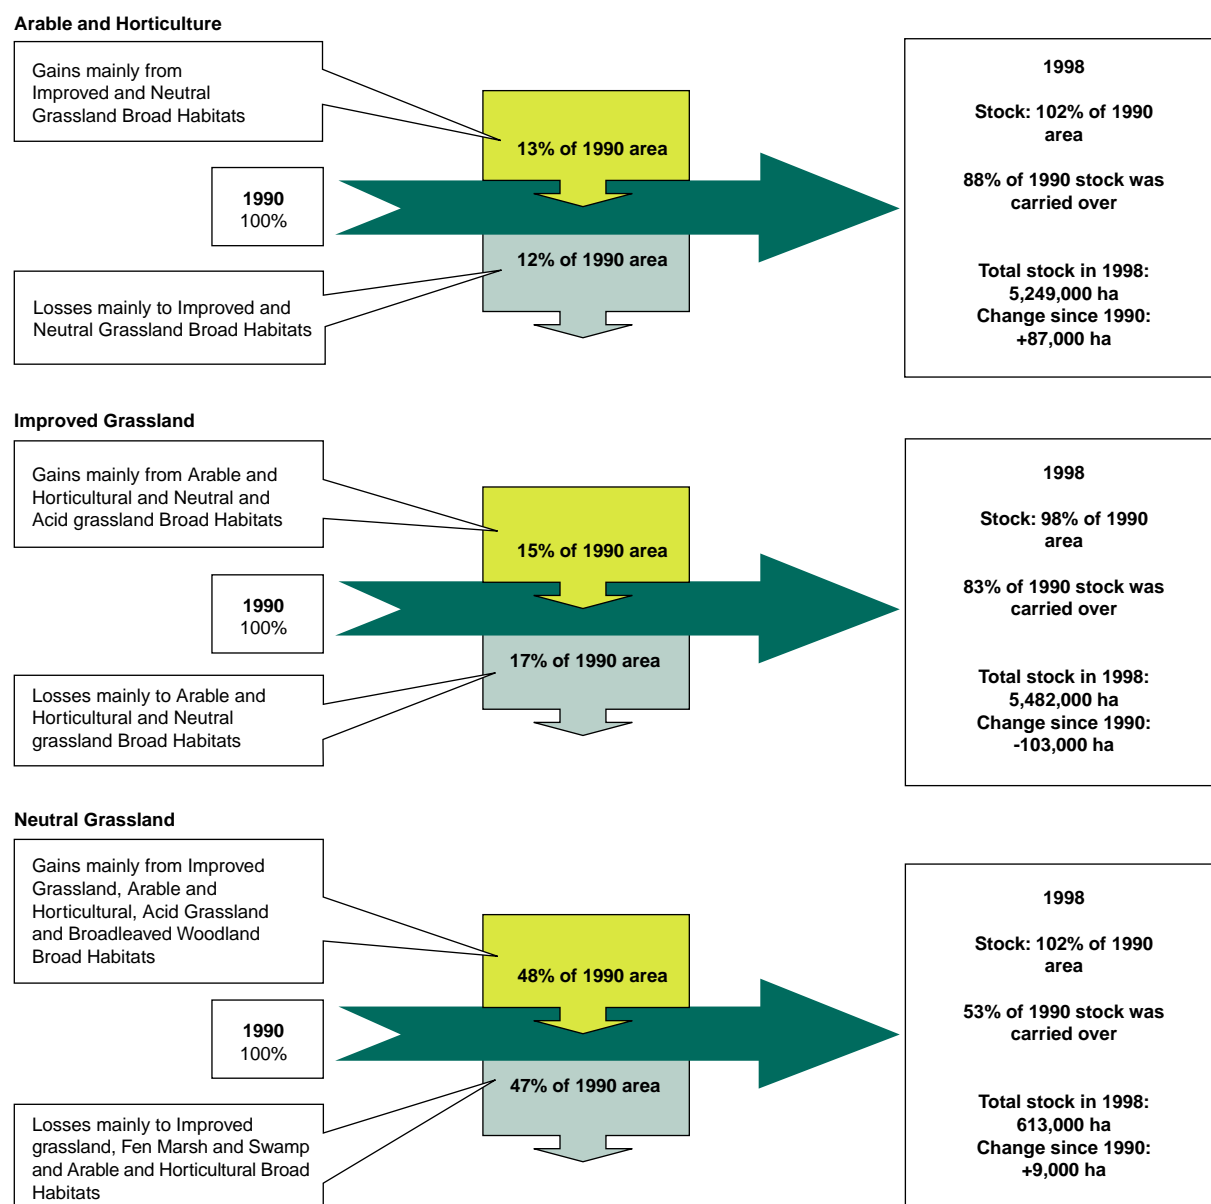 Arable and Horticulture
Gains mainly from
Improved and Neutral
Grassland Broad Habitats
13% of 1990 area
1990
100%
12% of 1990 area
Losses mainly to Improved and
Neutral Grassland Broad Habitats
1998
Stock: 102% of 1990
area
88% of 1990 stock was
carried over
Total stock in 1998:
5,249,000 ha
Change since 1990:
+87,000 ha
Improved Grassland
Gains mainly from Arable and
Horticultural and Neutral and
Acid grassland Broad Habitats
15% of 1990 area
1990
100%
17% of 1990 area
Losses mainly to Arable and
Horticultural and Neutral
grassland Broad Habitats
1998
Stock: 98% of 1990
area
83% of 1990 stock was
carried over
Total stock in 1998:
5,482,000 ha
Change since 1990:
-103,000 ha
Neutral Grassland
Gains mainly from Improved
Grassland, Arable and
Horticultural, Acid Grassland
and Broadleaved Woodland
Broad Habitats
48% of 1990 area
1990
100%
47% of 1990 area
Losses mainly to Improved
grassland, Fen Marsh and Swamp
and Arable and Horticultural Broad
Habitats
1998
Stock: 102% of 1990
area
53% of 1990 stock was
carried over
Total stock in 1998:
613,000 ha
Change since 1990:
+9,000 ha